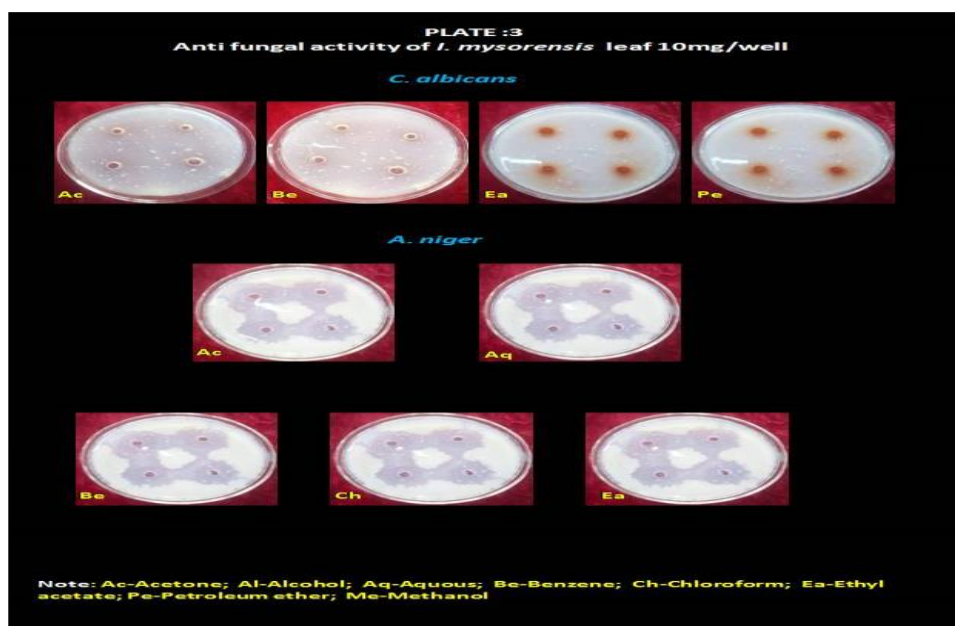 PLATE :3
Anti fungal activity of I. mysorensis leaf 10mg/well
C. albicans
Ac Be Ea Pe
A. niger
Ac Aq
Be Ch Ea
Note: Ac-Acetone; Al-Alcohol; Aq-Aquous; Be-Benzene; Ch-Chloroform; Ea-Ethyl
acetate; Pe-Petroleum ether; Me-Methanol